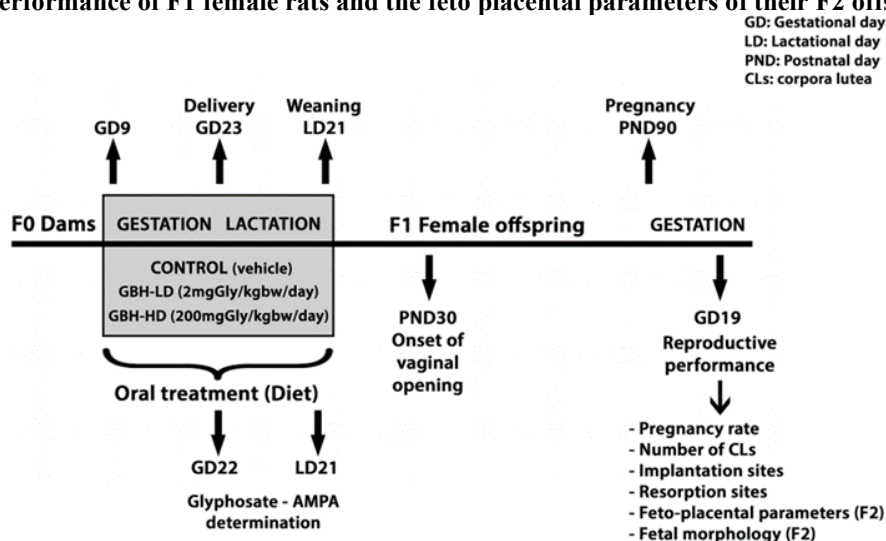 erformance of F1 female rats and the feto placental parameters of their F2
GD: Gestational day
LD: Lactational day
PND: Postnatal day
CLs: corpora lutea
Delivery
GD23
Weaning
LD21
Pregnancy
PND90
GD9
F0 Dams
GESTATION
LACTATION
F1 Female offspring
GESTATION
CONTROL (vehicle)
GBH-LD (2mgGly/kgbw/day)
GBH-HD (200mgGly/kgbw/day)
PND30
Onset of
vaginal
opening
GD19
Reproductive
performance
Oral treatment (Diet)
GD22
LD21
Glyphosate - AMPA
determination
- Pregnancy rate
- Number of CLs
- Implantation sites
- Resorption sites
- Feto-placental parameters (F2)
- Fetal morphology (F2)